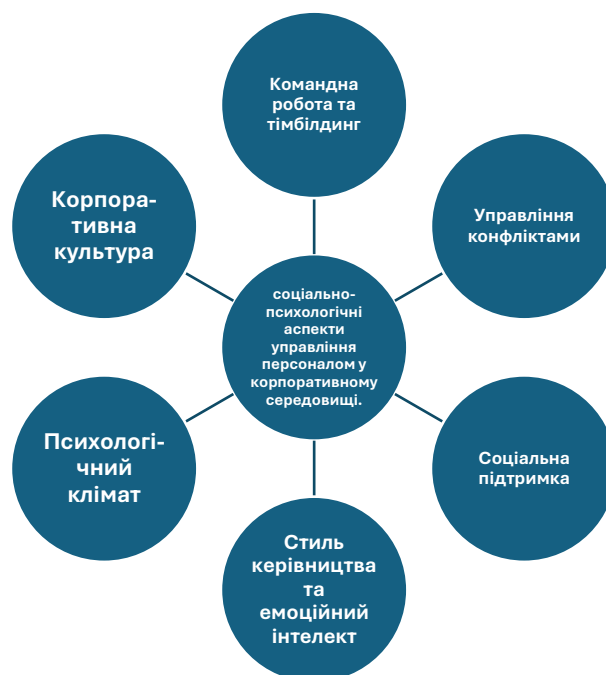 Командна
робота та
тімбілдинг
Управління
конфліктами
Соціальна
підтримка
Стиль
керівництва
та
емоційний
інтелект
Психологі-
чний
клімат
Корпора-
тивна
культура
соціально-
психологічні
аспекти
управління
персоналом у
корпоративному
середовищі.